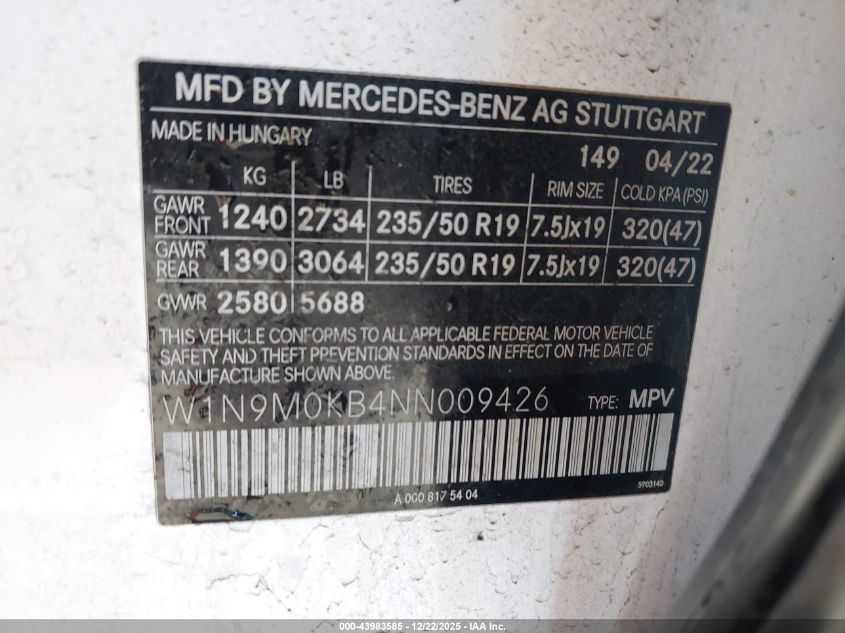 MFD BY MERCEDES-BENZ AG STUTTGART
MADE IN HUNGARY
149 04/22
KG LB TIRES RIM SIZE COLD KPA (PSI)
GAWR FRONT 1240 2734 235/50 R19 7.5Jx19 320(47)
GAWR REAR 1390 3064 235/50 R19 7.5Jx19 320(47)
GVWR 2580 5688
THIS VEHICLE CONFORMS TO ALL APPLICABLE FEDERAL MOTOR VEHICLE
SAFETY AND THEFT PREVENTION STANDARDS IN EFFECT ON THE DATE OF
MANUFACTURE SHOWN ABOVE.
W1N9M0KB4NN009426 TYPE: MPV
A 0G0 817 54 04 5903140
000-43983585 • 12/22/2025 • IAA Inc.